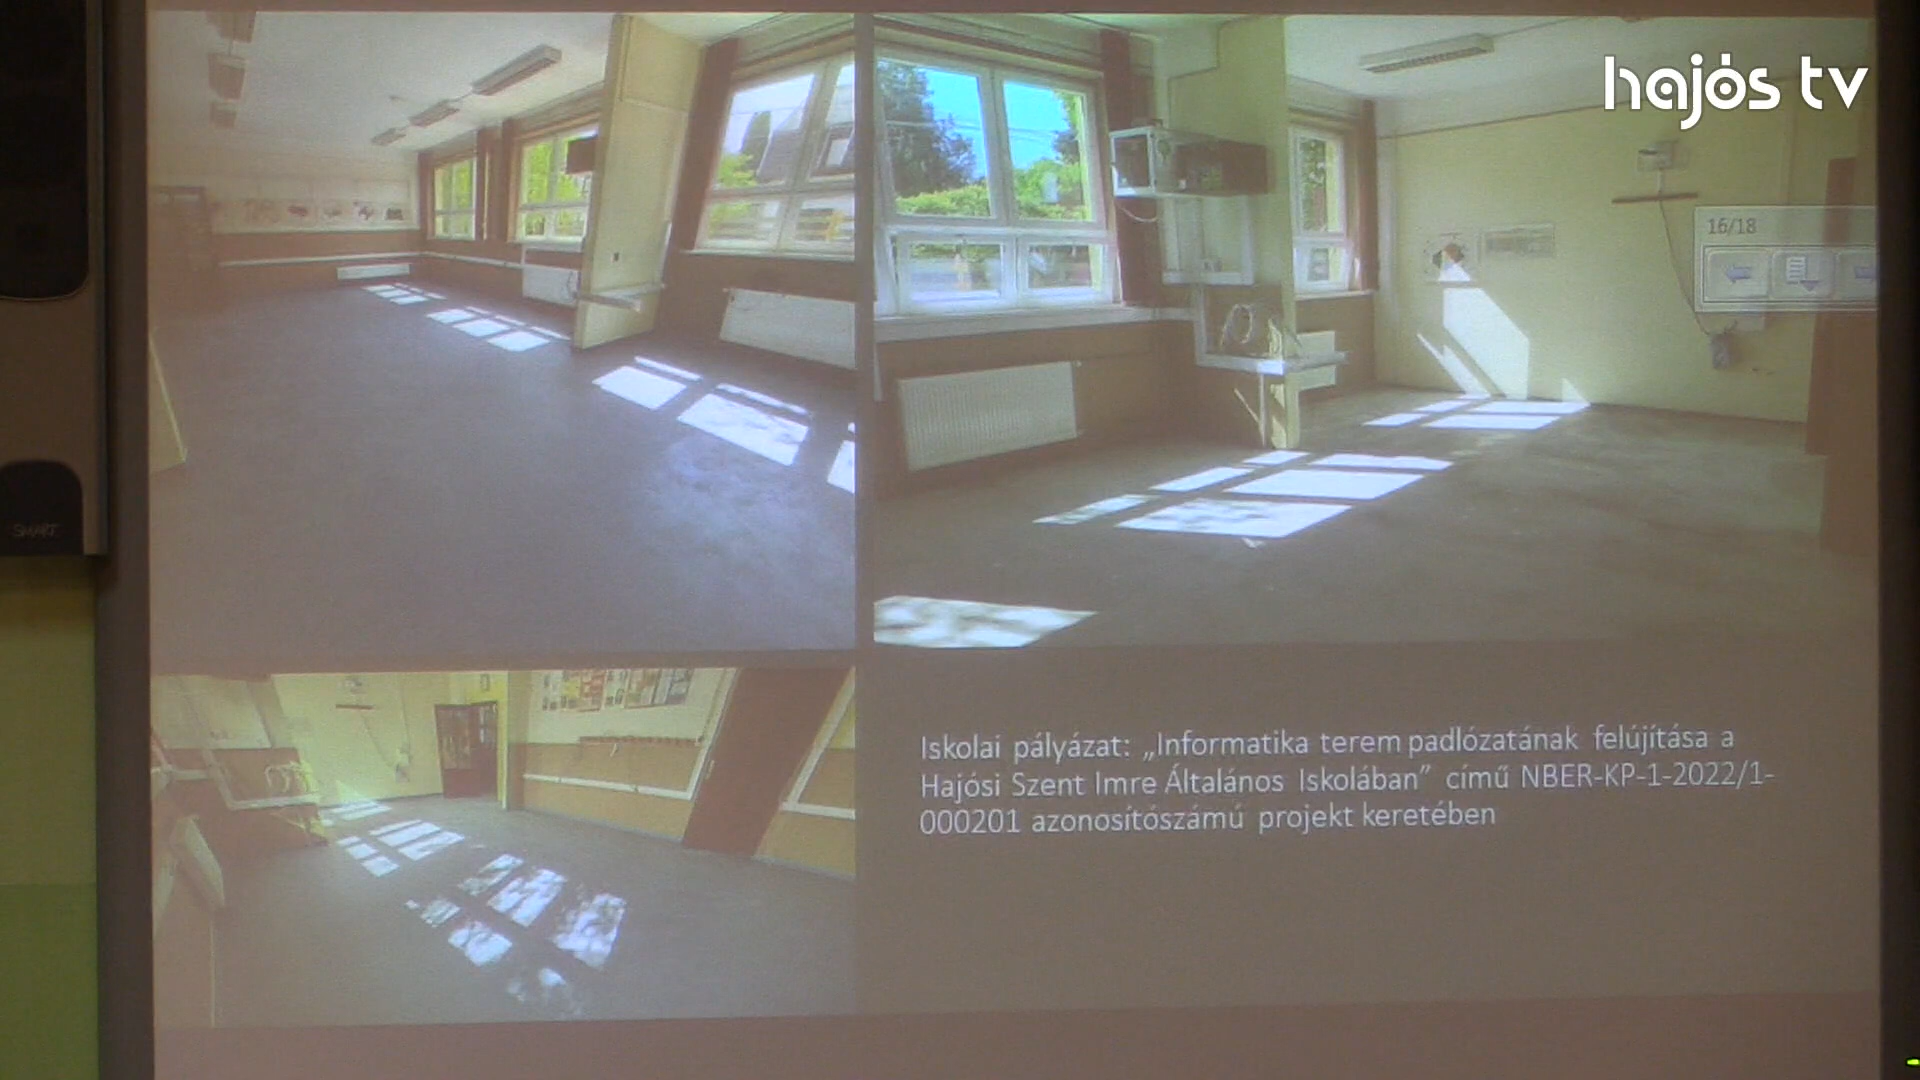 hajós tv
16/18
SMART
Iskolai pályázat: „Informatika terem padlózatának felújítása a
Hajósi Szent Imre Általános Iskolában” című NBER-KP-1-2022/1-
000201 azonosítószámú projekt keretében